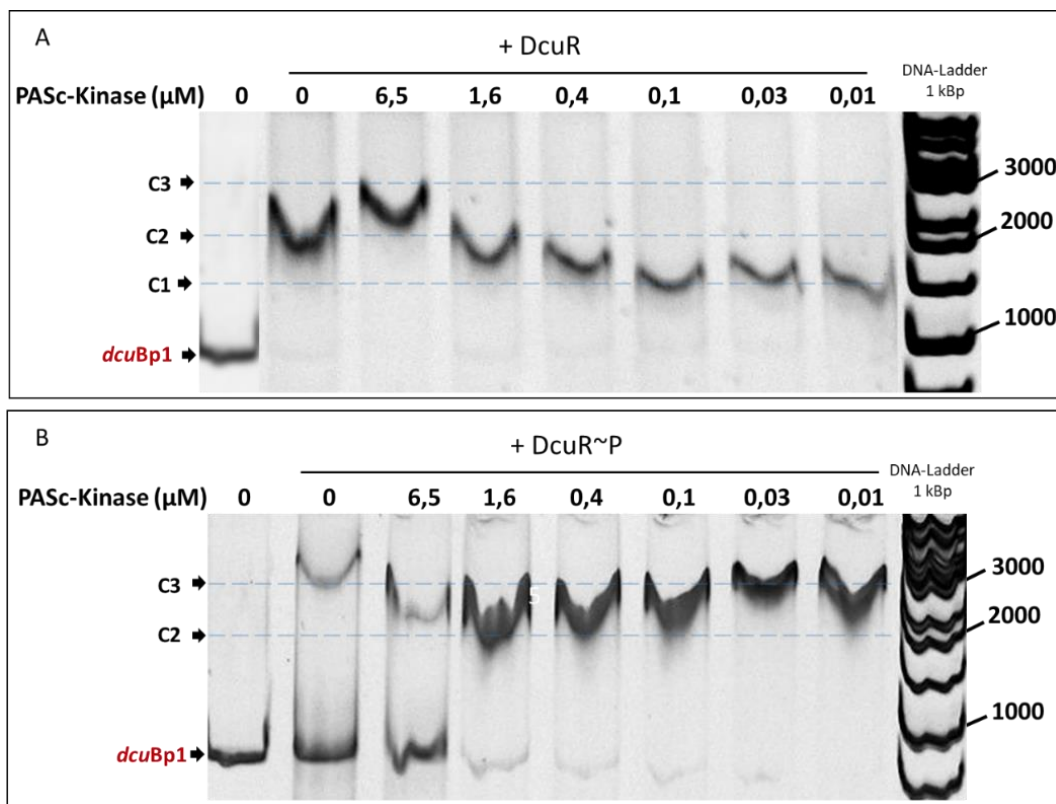 A
+ DcuR
DNA-Ladder
1 kBp
PASc-Kinase (µM) 0 0 6,5 1,6 0,4 0,1 0,03 0,01
C3
3000
C2
2000
C1
1000
dcuBp1
B
+ DcuR~P
DNA-Ladder
1 kBp
PASc-Kinase (µM) 0 0 6,5 1,6 0,4 0,1 0,03 0,01
C3
3000
5
C2
2000
1000
dcuBp1